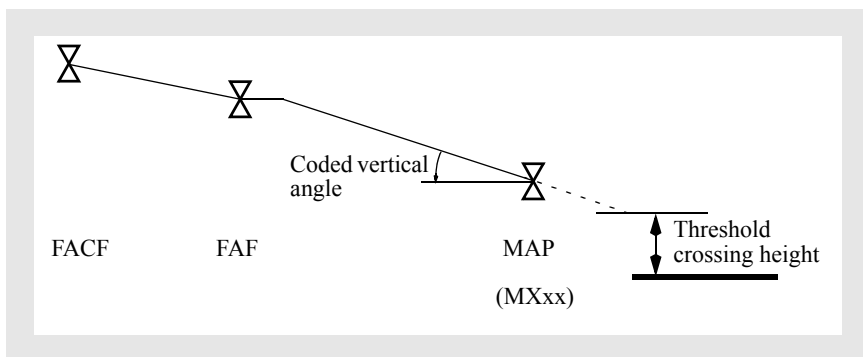 Coded vertical
angle
Threshold
crossing height
FACF
FAF
MAP
(MXxx)